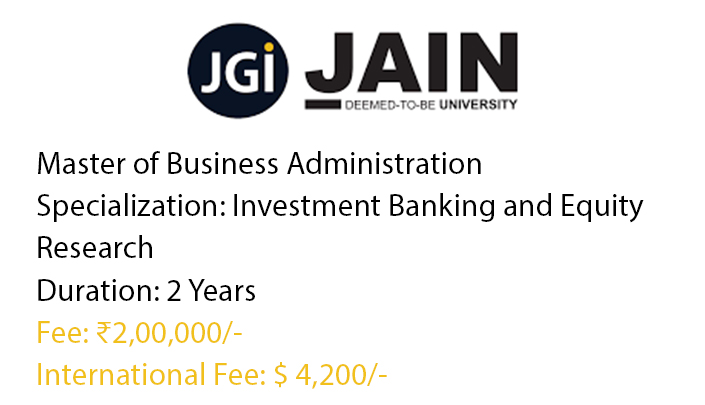 JGi JAIN
DEEMED-TO-BE UNIVERSITY
Master of Business Administration
Specialization: Investment Banking and Equity
Research
Duration: 2 Years
Fee: ₹2,00,000/-
International Fee: $ 4,200/-